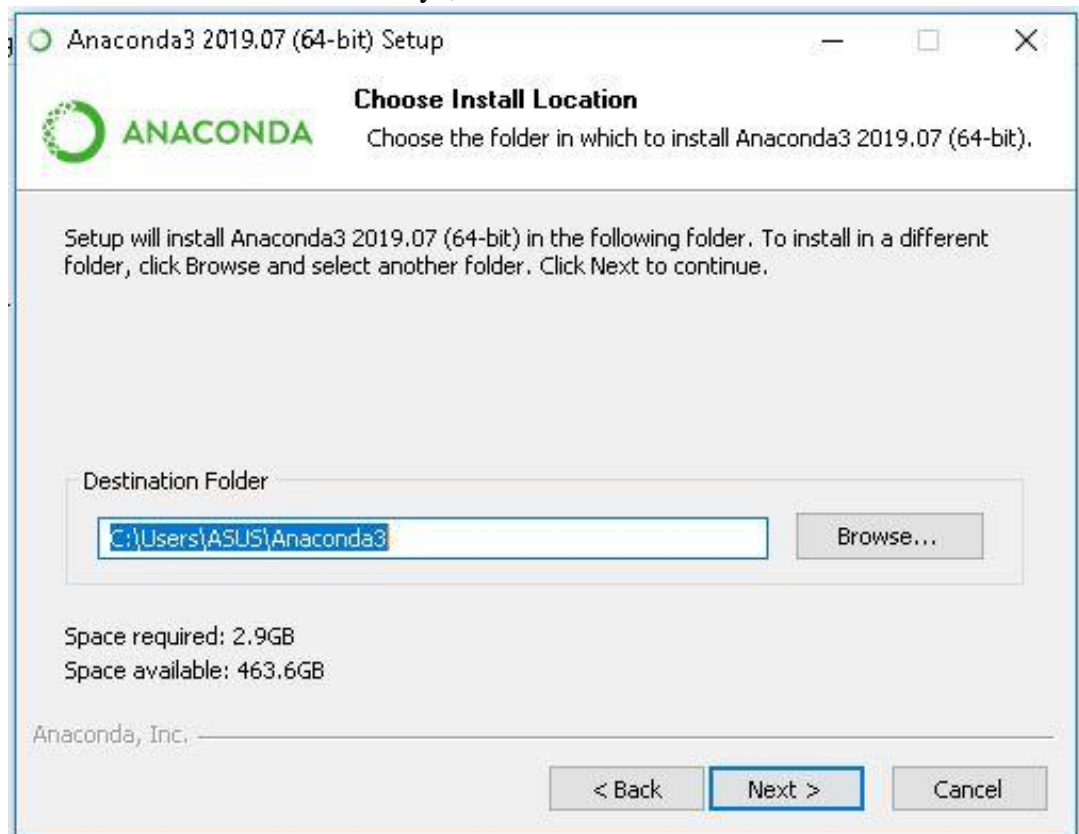 Anaconda3 2019.07 (64-bit) Setup
ANACONDA
Choose Install Location
Choose the folder in which to install Anaconda3 2019.07 (64-bit).
Setup will install Anaconda3 2019.07 (64-bit) in the following folder. To install in a different
folder, click Browse and select another folder. Click Next to continue.
Destination Folder
C:\Users\ASUS\Anaconda3
Browse...
Space required: 2.9GB
Space available: 463.6GB
Anaconda, Inc.
< Back
Next >
Cancel